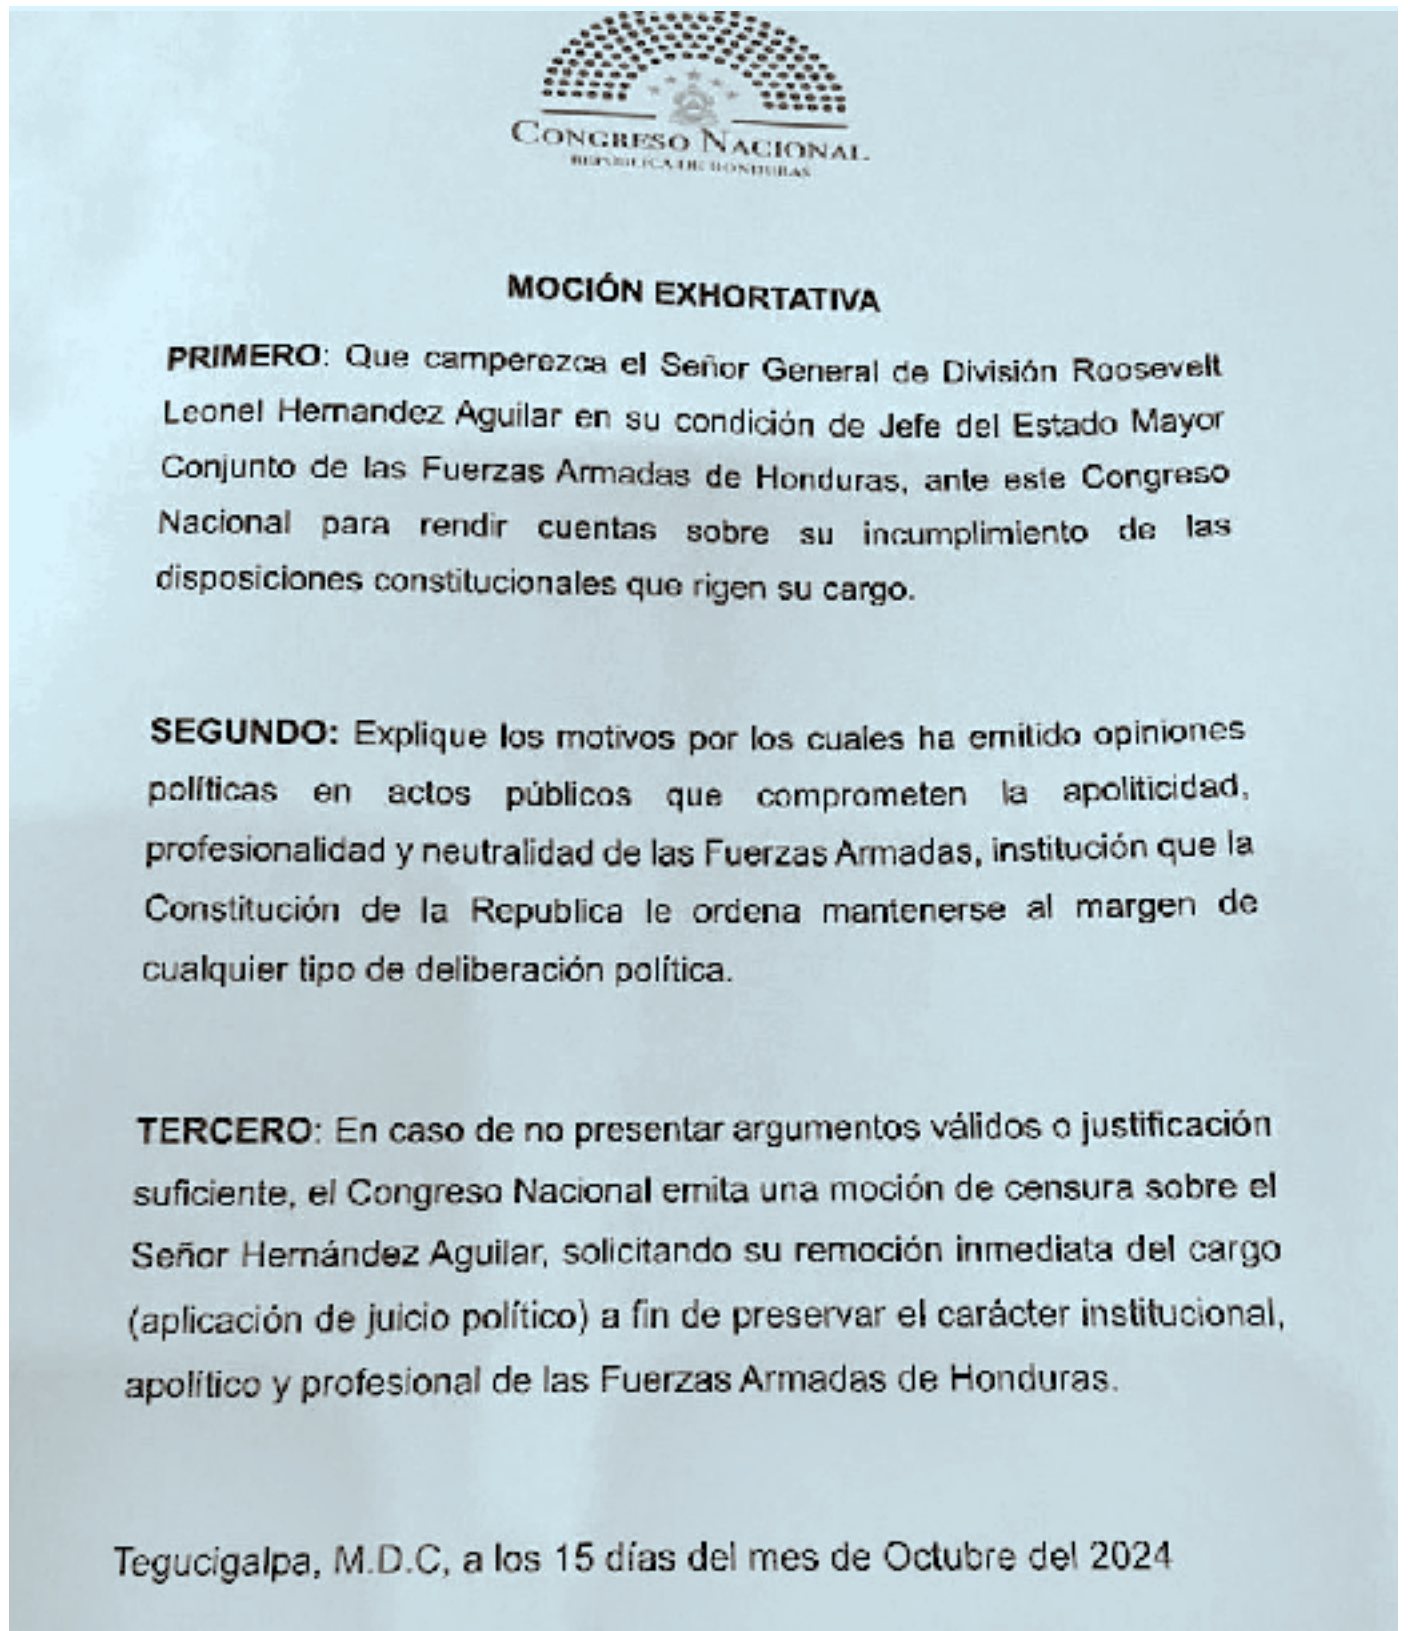 CONGRESO NACIONAL
REPÚBLICA DE HONDURAS
MOCIÓN EXHORTATIVA
PRIMERO: Que camperezca el Señor General de División Roosevelt
Leonel Hernandez Aguilar en su condición de Jefe del Estado Mayor
Conjunto de las Fuerzas Armadas de Honduras, ante este Congreso
Nacional para rendir cuentas sobre su incumplimiento de las
disposiciones constitucionales que rigen su cargo.
SEGUNDO: Explique los motivos por los cuales ha emitido opiniones
políticas en actos públicos que comprometen la apoliticidad,
profesionalidad y neutralidad de las Fuerzas Armadas, institución que la
Constitución de la Republica le ordena mantenerse al margen de
cualquier tipo de deliberación política.
TERCERO: En caso de no presentar argumentos válidos o justificación
suficiente, el Congreso Nacional emita una moción de censura sobre el
Señor Hernández Aguilar, solicitando su remoción inmediata del cargo
(aplicación de juicio político) a fin de preservar el carácter institucional,
apolítico y profesional de las Fuerzas Armadas de Honduras.
Tegucigalpa, M.D.C, a los 15 días del mes de Octubre del 2024